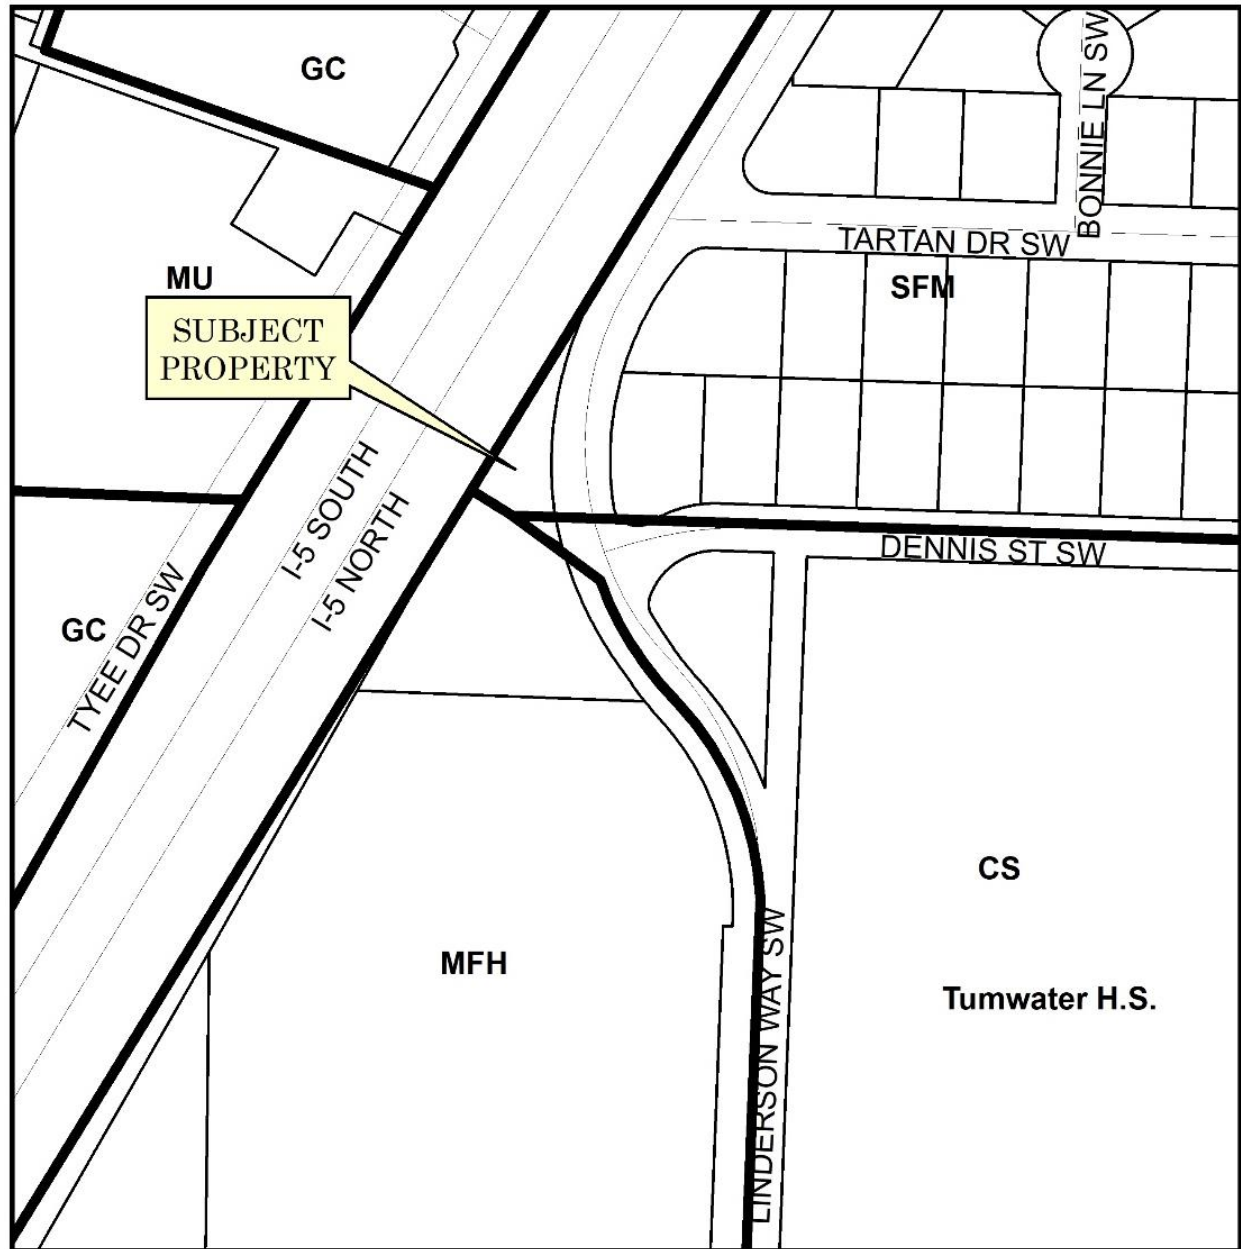 GC
BONNIE LN SW
TARTAN DR SW
MU
SFM
SUBJECT
PROPERTY
I-5 SOUTH
I-5 NORTH
DENNIS ST SW
GC
TYEE DR SW
CS
MFH
Tumwater H.S.
LINDERSON WAY SW